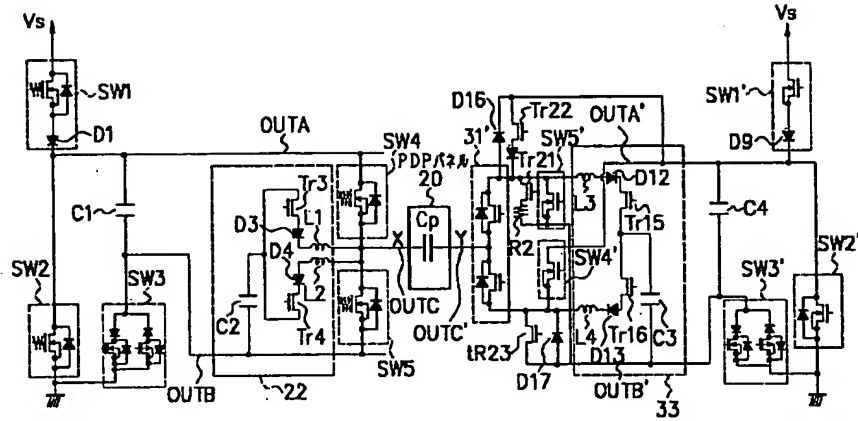 Vs
Vs
SW1
D1
D16
Tr22
OUTA'
SW1'
OUTA
SW4
31'
SW5'
D9
PDPパネル
Tr21
20
D12
Tr3
C1
D3
L1
Cp
L3
Tr15
C4
D4
R2
SW2
SW3
L2
SW4'
SW3'
SW2'
OUTC
C2
Tr4
OUTC'
L4
Tr16
C3
tR23
D13
D17
SW5
OUTB
22
OUTB'
33